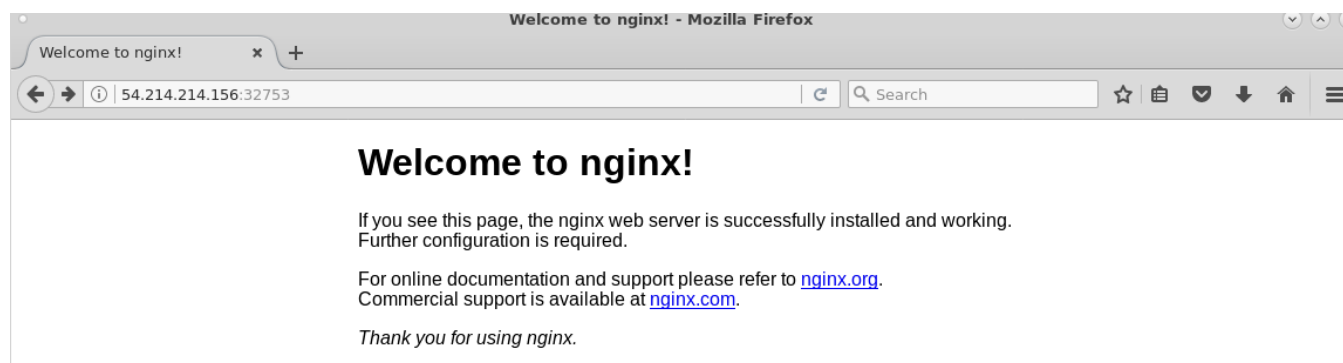 Welcome to nginx! - Mozilla Firefox
Welcome to nginx!
54.214.214.156:32753
Search
Welcome to nginx!
If you see this page, the nginx web server is successfully installed and working.
Further configuration is required.
For online documentation and support please refer to nginx.org.
Commercial support is available at nginx.com.
Thank you for using nginx.